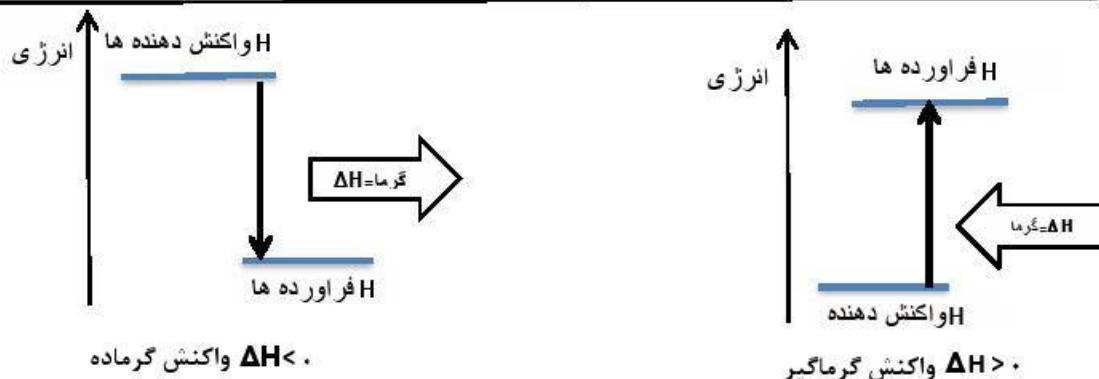 انرژی
H واکنش دهنده ها
گرما=ΔH
H فراورده ها
واکنش گرماده ΔH< ۰
انرژی
H فراورده ها
گرما=ΔH
H واکنش دهنده
واکنش گرماگیر ΔH > ۰